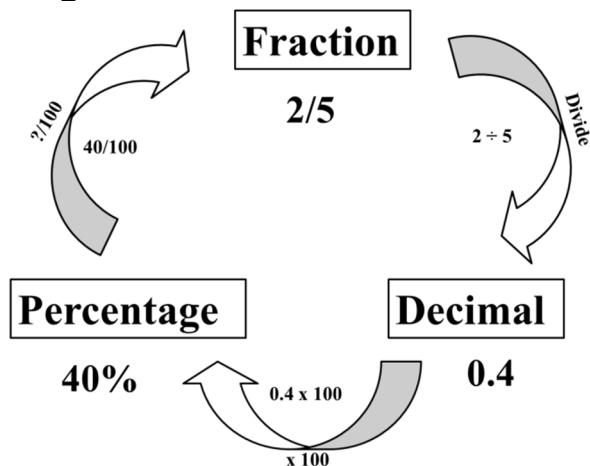 Fraction
2/5
Divide
2 ÷ 5
?/100
40/100
Percentage
40%
Decimal
0.4
0.4 x 100
x 100